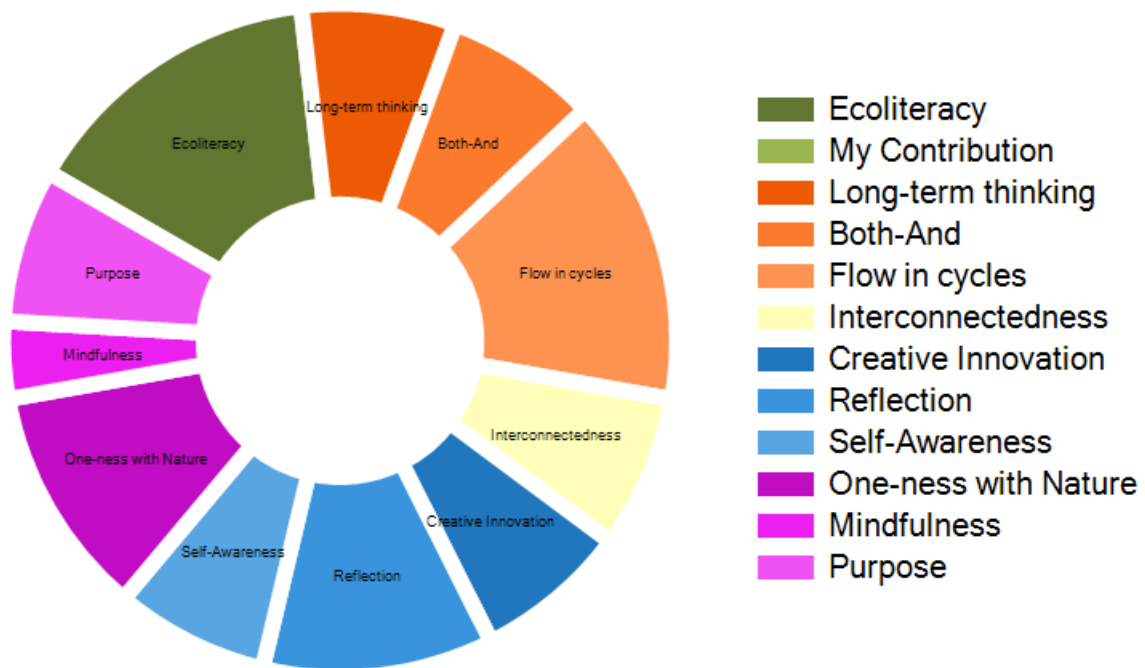 Long-term thinking
Both-And
Ecoliteracy
Flow in cycles
Purpose
Mindfulness
Interconnectedness
One-ness with Nature
Creative Innovation
Self-Awareness
Reflection
Ecoliteracy
My Contribution
Long-term thinking
Both-And
Flow in cycles
Interconnectedness
Creative Innovation
Reflection
Self-Awareness
One-ness with Nature
Mindfulness
Purpose